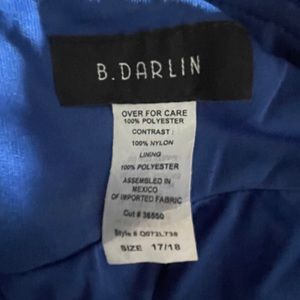 B.DARLIN
OVER FOR CARE
100% POLYESTER
CONTRAST :
100% NYLON
LINING
100% POLYESTER
ASSEMBLED IN
MEXICO
OF IMPORTED FABRIC
Cut # 36550
Style #
SIZE 17/18